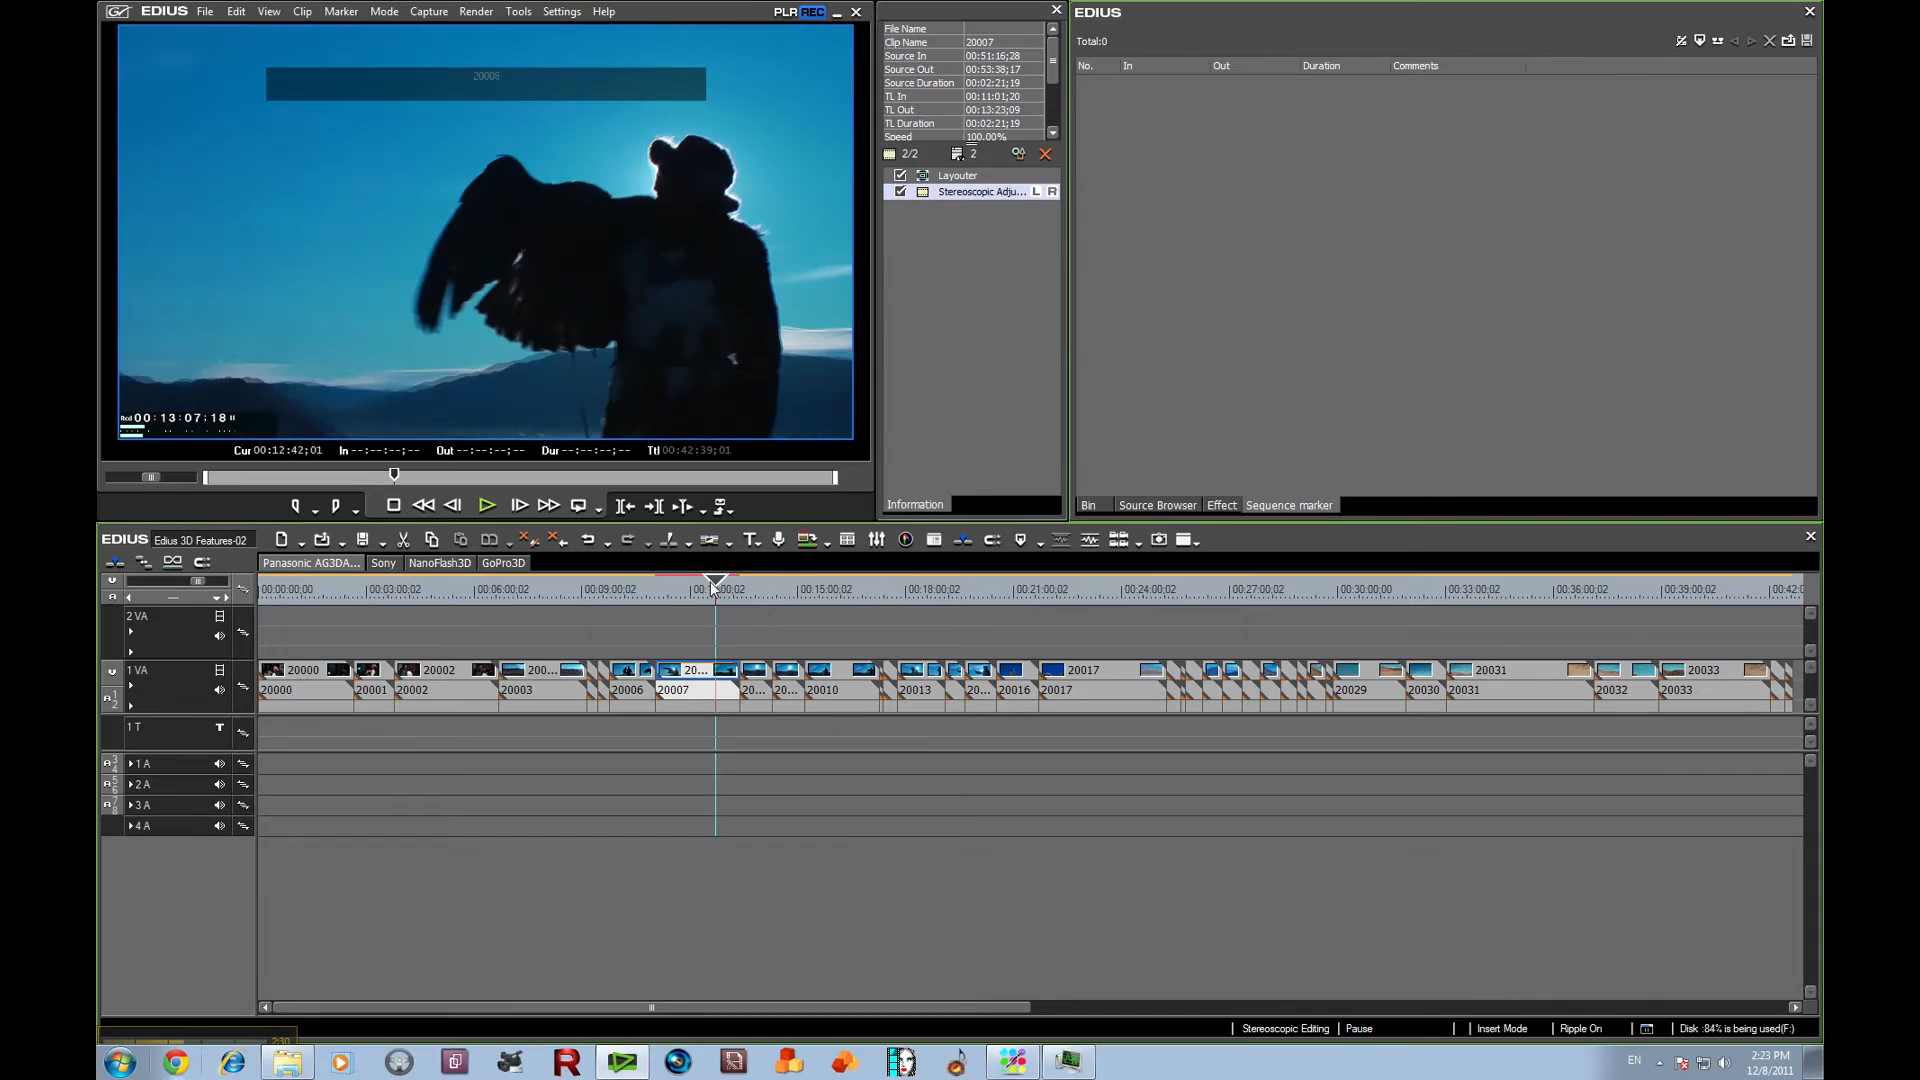 EDIUS File Edit View Clip Marker Mode Capture Render Tools Settings Help PLR REC
20008
Rcd 00:13:07:18
Cur 00:12:42;01 In --:--:--;-- Out --:--:--;-- Dur --:--:--;-- Ttl 00:42:39;01
File Name
Clip Name 20007
Source In 00:51:16;28
Source Out 00:53:38;17
Source Duration 00:02:21;19
TL In 00:11:01;20
TL Out 00:13:23;09
TL Duration 00:02:21;19
Speed 100.00%
2/2 2
Layouter
Stereoscopic Adju... L R
Information
EDIUS
Total:0
No. In Out Duration Comments
Bin Source Browser Effect Sequence marker
EDIUS Edius 3D Features-02
Panasonic AG3DA... Sony NanoFlash3D GoPro3D
00:00:00;00 00:03:00;02 00:06:00;02 00:09:00;02 00:15:00;02 00:18:00;02 00:21:00;02 00:24:00;02 00:27:00;02 00:30:00;00 00:33:00;02 00:36:00;02 00:39:00;02
2 VA
1 VA 20000 20002 200... 20... 20017 20031 20033
20000 20001 20002 20003 20006 20007 20... 20... 20010 20013 20... 20016 20017 20029 20030 20031 20032 20033
1 T T
1 A
2 A
3 A
4 A
Stereoscopic Editing Pause Insert Mode Ripple On Disk :84% is being used(F:)
2:30
EN 2:23 PM
12/8/2011